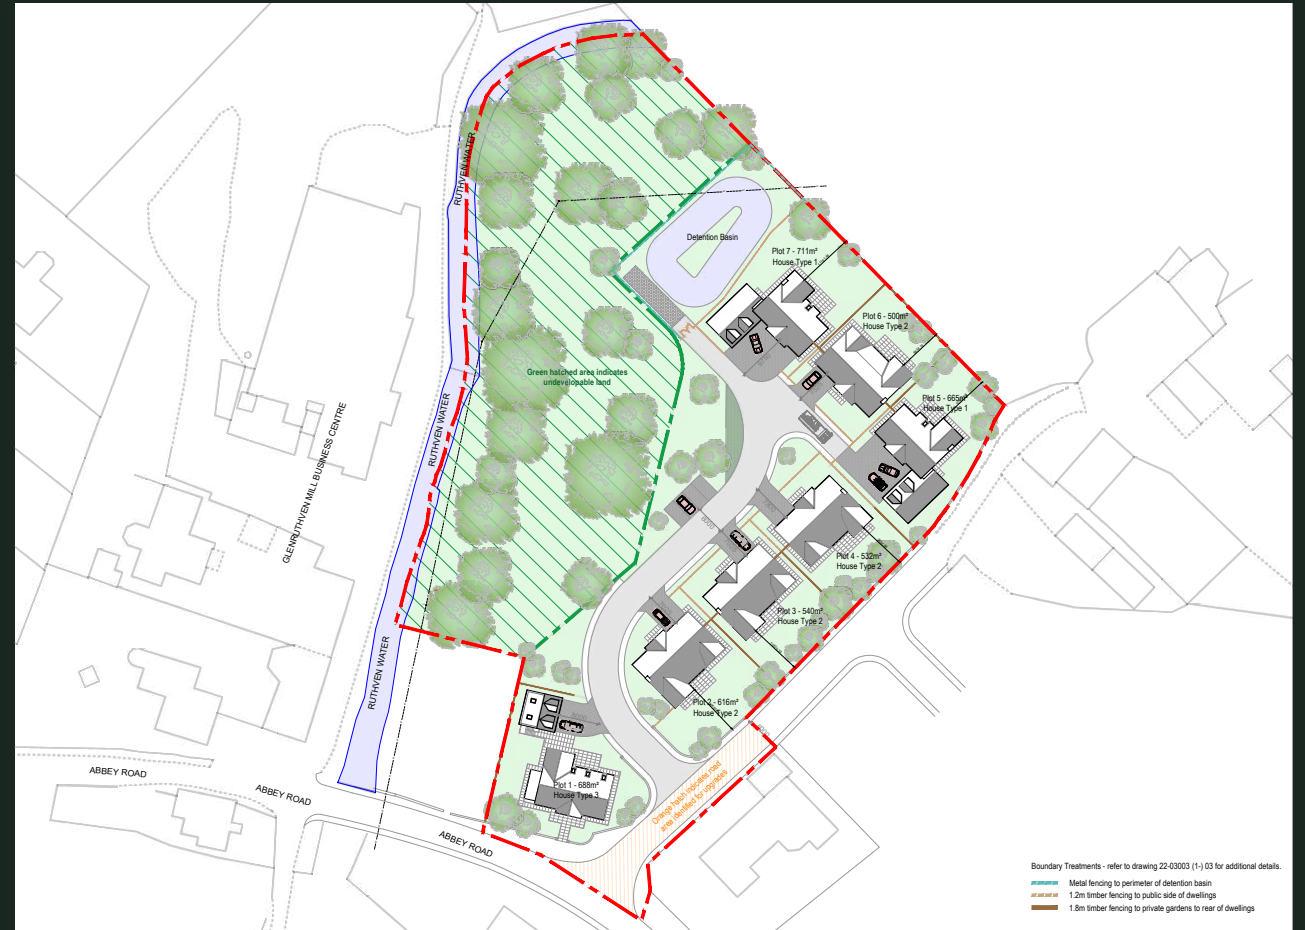 RUTHVEN WATER
Detention Basin
Plot 7 - 711m²
House Type 1
Plot 6 - 500m²
House Type 2
Green hatched area indicates
undevelopable land
Plot 5 - 665m²
House Type 1
RUTHVEN WATER
GLENRUTHVEN MILL BUSINESS CENTRE
Plot 4 - 532m²
House Type 2
Plot 3 - 540m²
House Type 2
RUTHVEN WATER
Plot 2 - 616m²
House Type 2
Plot 1 - 688m²
House Type 3
Orange hatch indicates road
area identified for upgrades
ABBEY ROAD
ABBEY ROAD
ABBEY ROAD
Boundary Treatments - refer to drawing 22-03003 (1-) 03 for additional details.
Metal fencing to perimeter of detention basin
1.2m timber fencing to public side of dwellings
1.8m timber fencing to private gardens to rear of dwellings